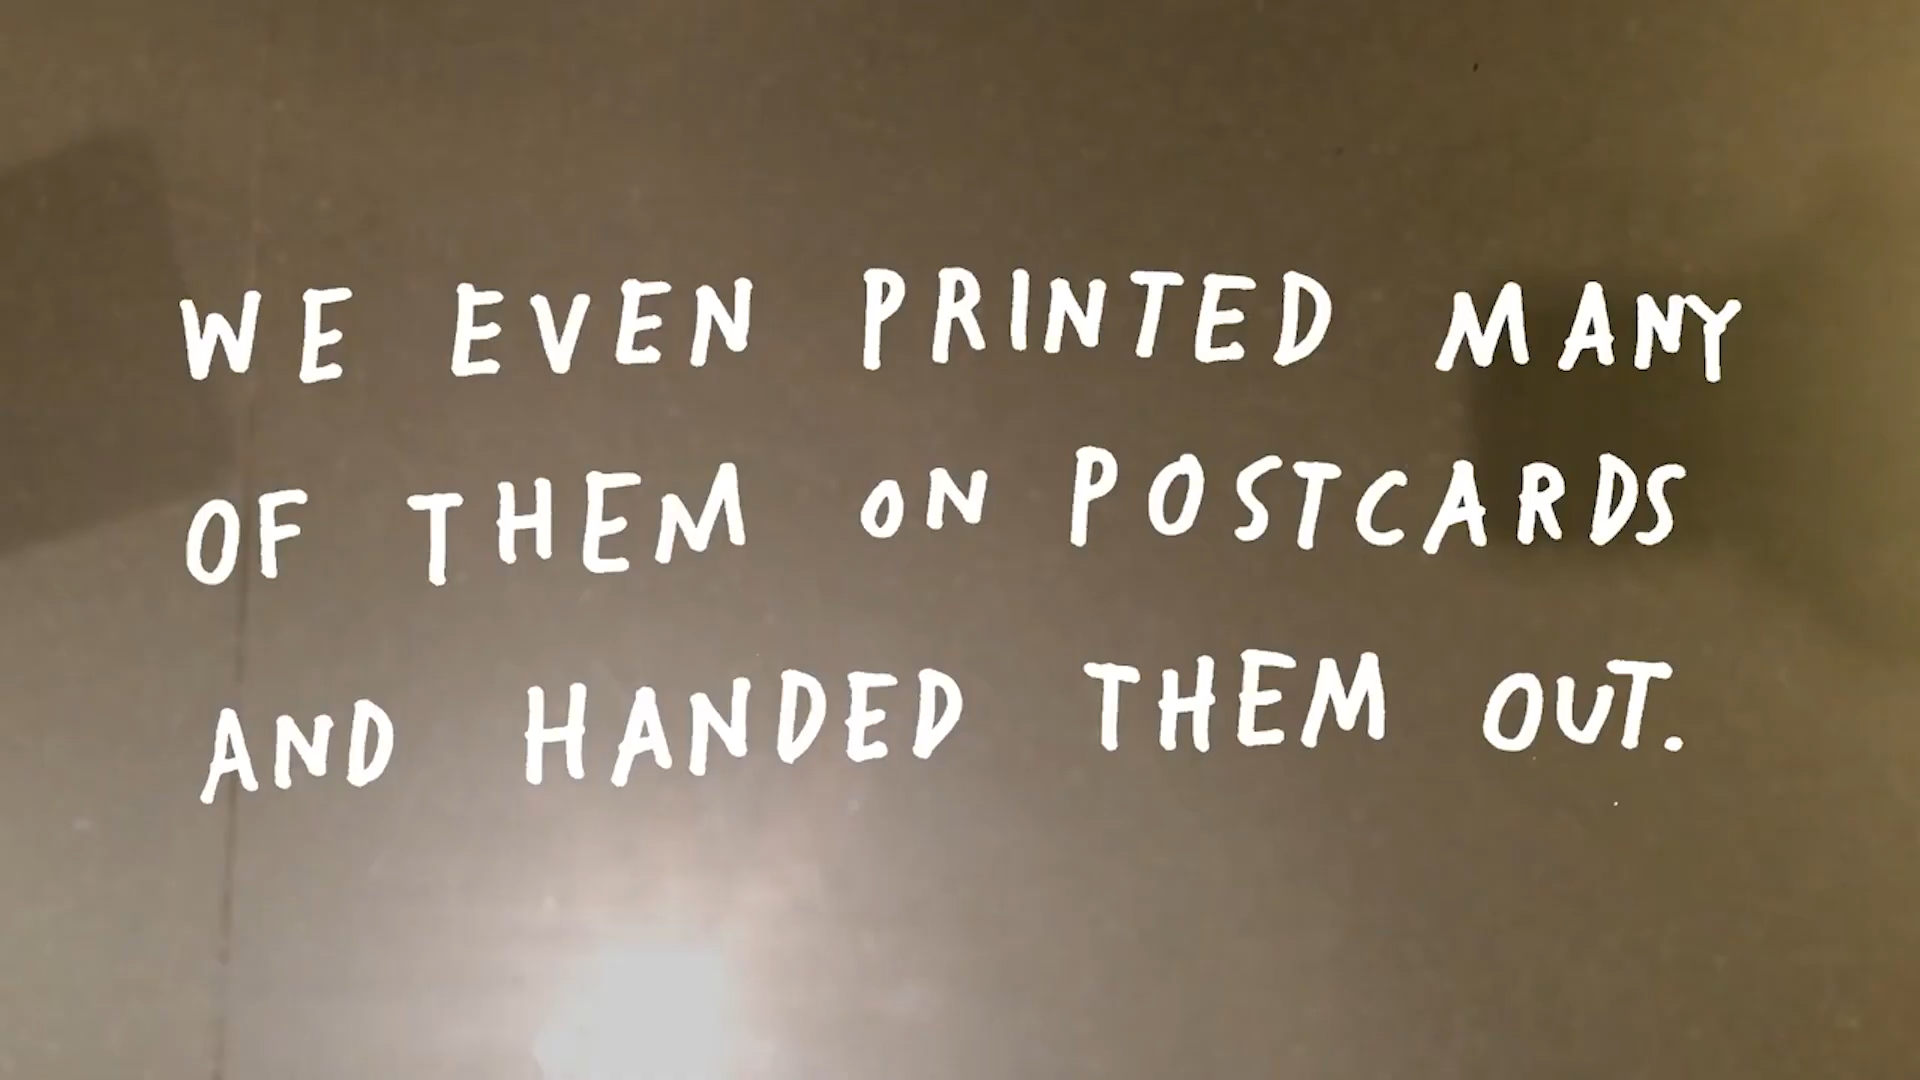 WE EVEN PRINTED MANY
OF THEM ON POSTCARDS
AND HANDED THEM OUT.